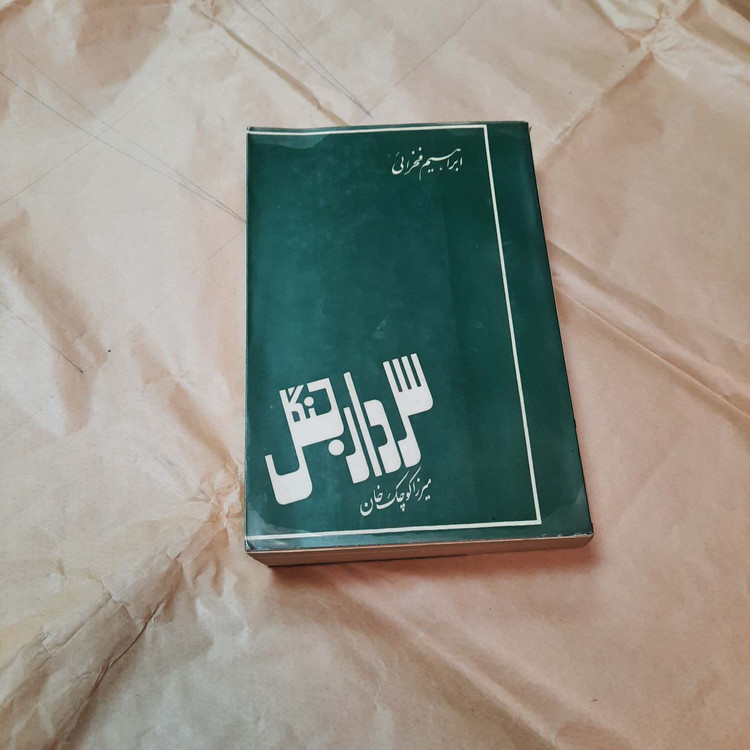 ابراهیم فخرائی
سردار جنگل
میرزا کوچک خان